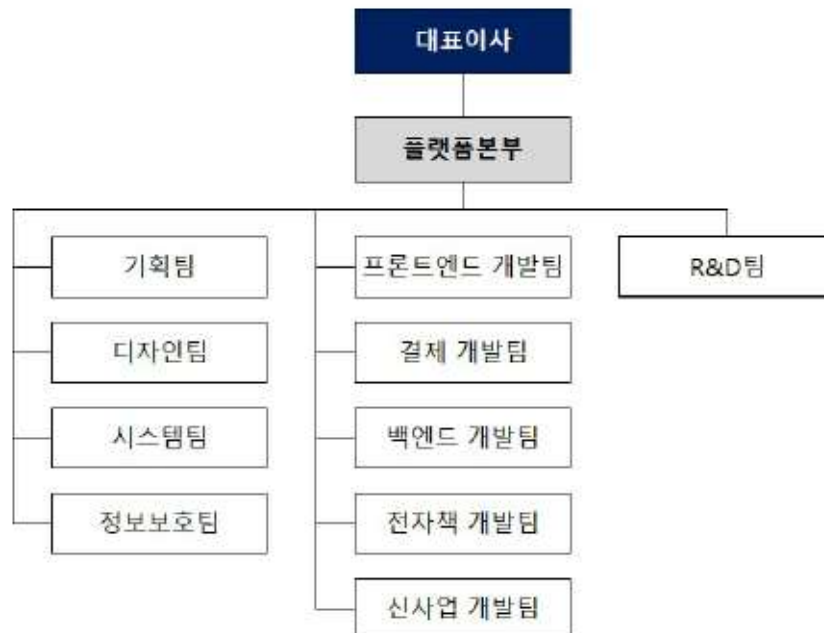 대표이사
플랫폼본부
기획팀
프론트엔드 개발팀
R&D팀
디자인팀
결제 개발팀
시스템팀
백엔드 개발팀
정보보호팀
전자책 개발팀
신사업 개발팀